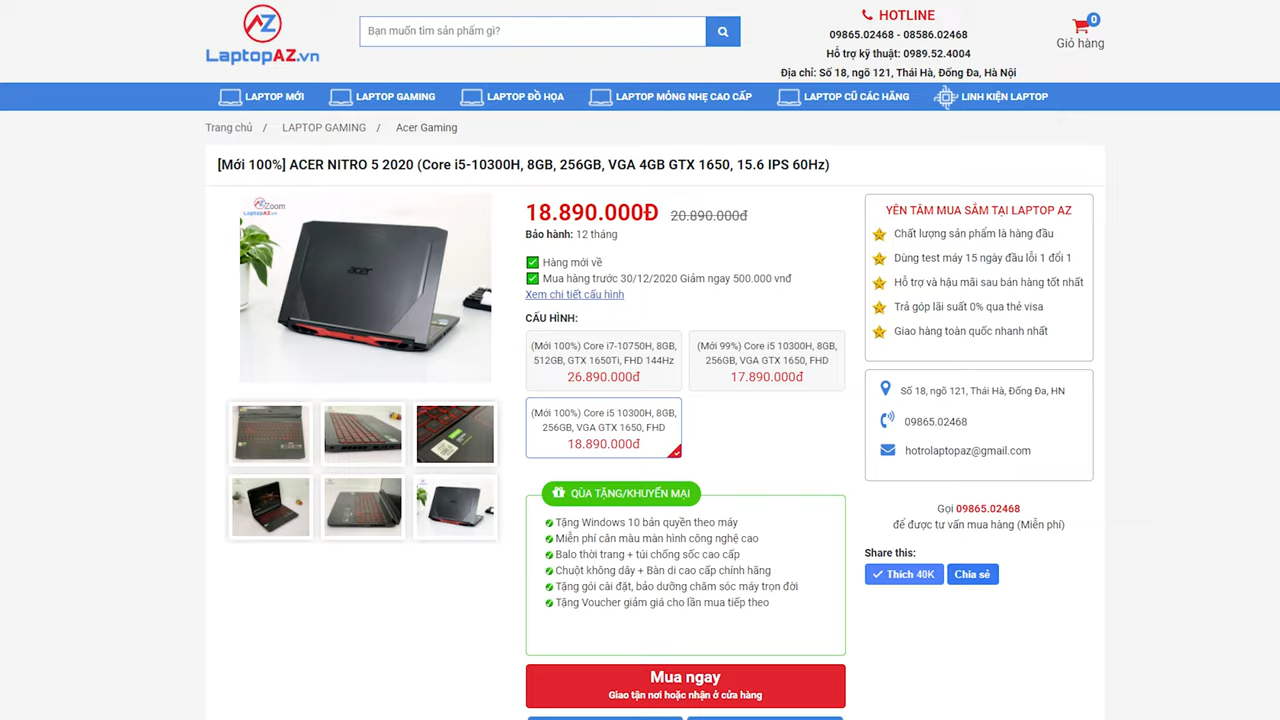 LaptopAZ.vn
Bạn muốn tìm sản phẩm gì?
HOTLINE
09865.02468 - 08586.02468
Hỗ trợ kỹ thuật: 0989.52.4004
Địa chỉ: Số 18, ngõ 121, Thái Hà, Đống Đa, Hà Nội
0
Giỏ hàng
LAPTOP MỚI
LAPTOP GAMING
LAPTOP ĐỒ HỌA
LAPTOP MỎNG NHẸ CAO CẤP
LAPTOP CŨ CÁC HÃNG
LINH KIỆN LAPTOP
Trang chủ / LAPTOP GAMING / Acer Gaming
[Mới 100%] ACER NITRO 5 2020 (Core i5-10300H, 8GB, 256GB, VGA 4GB GTX 1650, 15.6 IPS 60Hz)
Zoom
LaptopAZ.vn
acer
18.890.000Đ 20.890.000đ
Bảo hành: 12 tháng
Hàng mới về
Mua hàng trước 30/12/2020 Giảm ngay 500.000 vnđ
Xem chi tiết cấu hình
CẤU HÌNH:
(Mới 100%) Core i7-10750H, 8GB,
512GB, GTX 1650Ti, FHD 144Hz
26.890.000đ
(Mới 99%) Core i5 10300H, 8GB,
256GB, VGA GTX 1650, FHD
17.890.000đ
(Mới 100%) Core i5 10300H, 8GB,
256GB, VGA GTX 1650, FHD
18.890.000đ
QÙA TẶNG/KHUYẾN MẠI
Tặng Windows 10 bản quyền theo máy
Miễn phí cân màu màn hình công nghệ cao
Balo thời trang + túi chống sốc cao cấp
Chuột không dây + Bàn di cao cấp chính hãng
Tặng gói cài đặt, bảo dưỡng chăm sóc máy trọn đời
Tặng Voucher giảm giá cho lần mua tiếp theo
Mua ngay
Giao tận nơi hoặc nhận ở cửa hàng
YÊN TÂM MUA SẮM TẠI LAPTOP AZ
Chất lượng sản phẩm là hàng đầu
Dùng test máy 15 ngày đầu lỗi 1 đổi 1
Hỗ trợ và hậu mãi sau bán hàng tốt nhất
Trả góp lãi suất 0% qua thẻ visa
Giao hàng toàn quốc nhanh nhất
Số 18, ngõ 121, Thái Hà, Đống Đa, HN
09865.02468
hotrolaptopaz@gmail.com
Gọi 09865.02468
để được tư vấn mua hàng (Miễn phí)
Share this:
Thích 40K
Chia sẻ